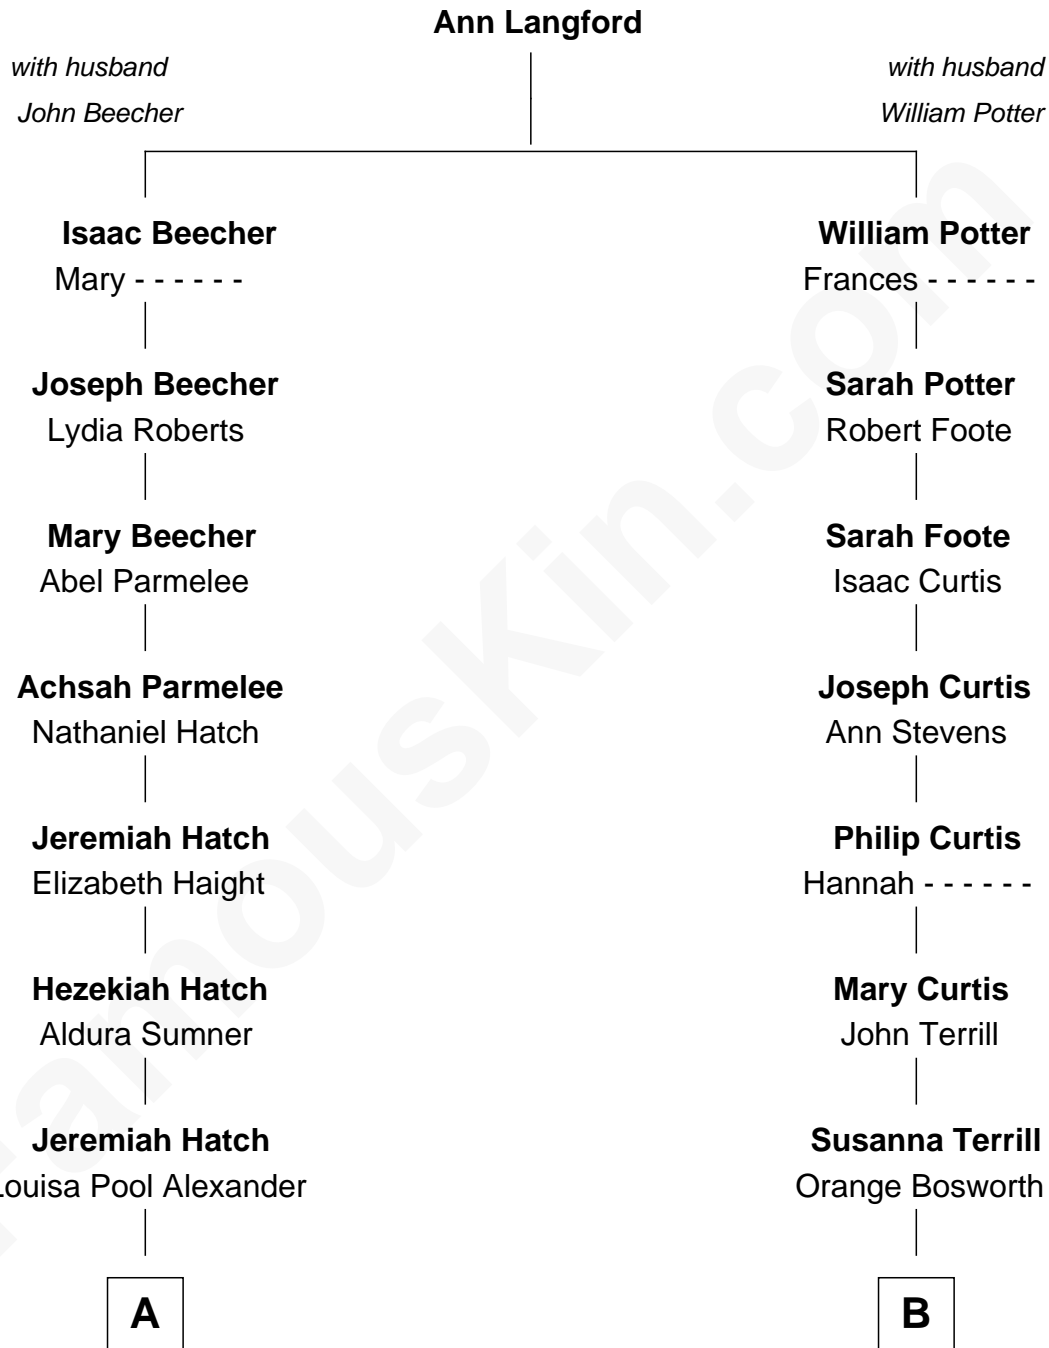 Ann Langford
with husband
John Beecher
with husband
William Potter
Isaac Beecher
Mary - - - - - -
William Potter
Frances - - - - - -
Joseph Beecher
Lydia Roberts
Sarah Potter
Robert Foote
Mary Beecher
Abel Parmelee
Sarah Foote
Isaac Curtis
Achsah Parmelee
Nathaniel Hatch
Joseph Curtis
Ann Stevens
Jeremiah Hatch
Elizabeth Haight
Philip Curtis
Hannah - - - - - -
Hezekiah Hatch
Aldura Sumner
Mary Curtis
John Terrill
Jeremiah Hatch
Louisa Pool Alexander
Susanna Terrill
Orange Bosworth
A
B
FamousKin.com